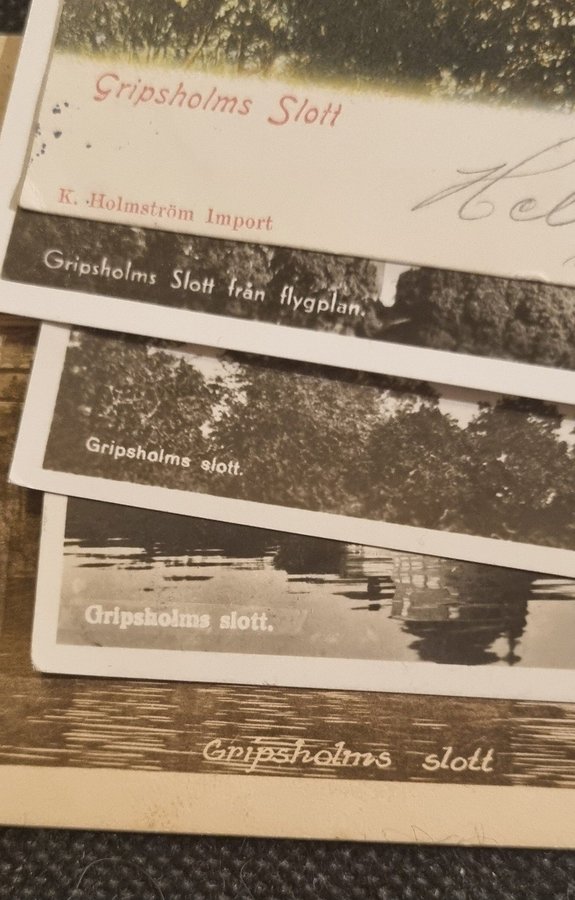 Gripsholms Slott
K. Holmström Import
Gripsholms Slott från flygplan.
Gripsholms slott.
Gripsholms slott.
Gripsholms slott